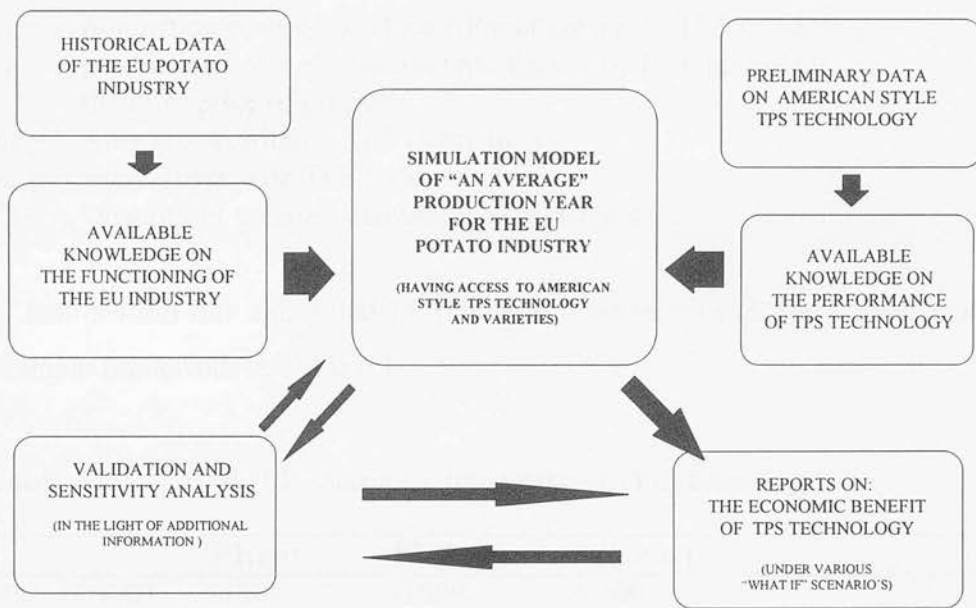 HISTORICAL DATA
OF THE EU POTATO
INDUSTRY
AVAILABLE
KNOWLEDGE ON
THE FUNCTIONING OF
THE EU INDUSTRY
SIMULATION MODEL
OF “AN AVERAGE”
PRODUCTION YEAR
FOR THE EU
POTATO INDUSTRY
(HAVING ACCESS TO AMERICAN
STYLE TPS TECHNOLOGY
AND VARIETIES)
PRELIMINARY DATA
ON AMERICAN STYLE
TPS TECHNOLOGY
AVAILABLE
KNOWLEDGE ON
THE PERFORMANCE
OF TPS TECHNOLOGY
VALIDATION AND
SENSITIVITY ANALYSIS
(IN THE LIGHT OF ADDITIONAL
INFORMATION )
REPORTS ON:
THE ECONOMIC BENEFIT
OF TPS TECHNOLOGY
(UNDER VARIOUS
“WHAT IF” SCENARIO`S)